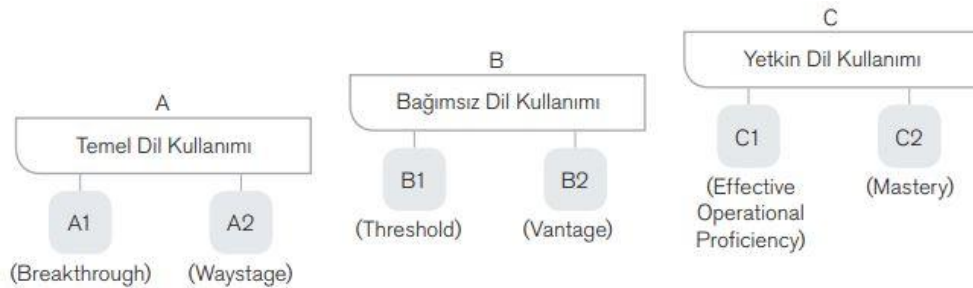 A
Temel Dil Kullanımı
A1
A2
(Breakthrough)
(Waystage)
B
Bağımsız Dil Kullanımı
B1
B2
(Threshold)
(Vantage)
C
Yetkin Dil Kullanımı
C1
C2
(Effective
Operational
Proficiency)
(Mastery)